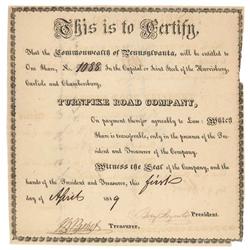 This is to Certify,
That the Commonwealth of Pennsylvania, will be entitled to
One Share, No. 1088 In the Capital or Joint Stock of the Harrisburg,
Carlisle and Chambersburg,
TURNPIKE ROAD COMPANY,
On payment therefor agreeably to Law: Which
Share is transferable, only in the presence of the Pre-
sident and Treasurer of the Company.
Witness the Seal of the Company, and the
hands of the President and Treasurer, this first
day of April 1819
President.
Treasurer.